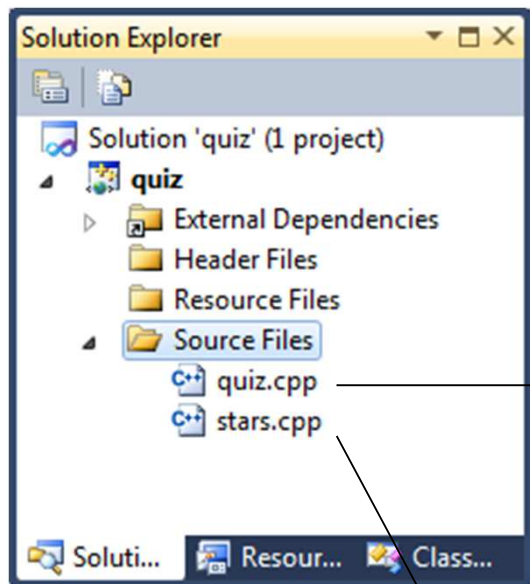 Solution Explorer
Solution 'quiz' (1 project)
quiz
External Dependencies
Header Files
Resource Files
Source Files
C++ quiz.cpp
C++ stars.cpp
Soluti... Resour... Class...